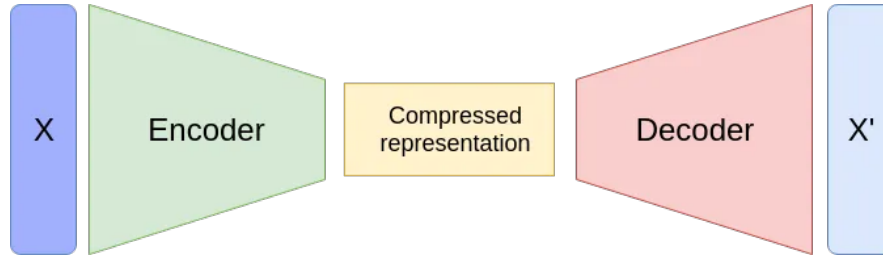 X
Encoder
Compressed
representation
Decoder
X'